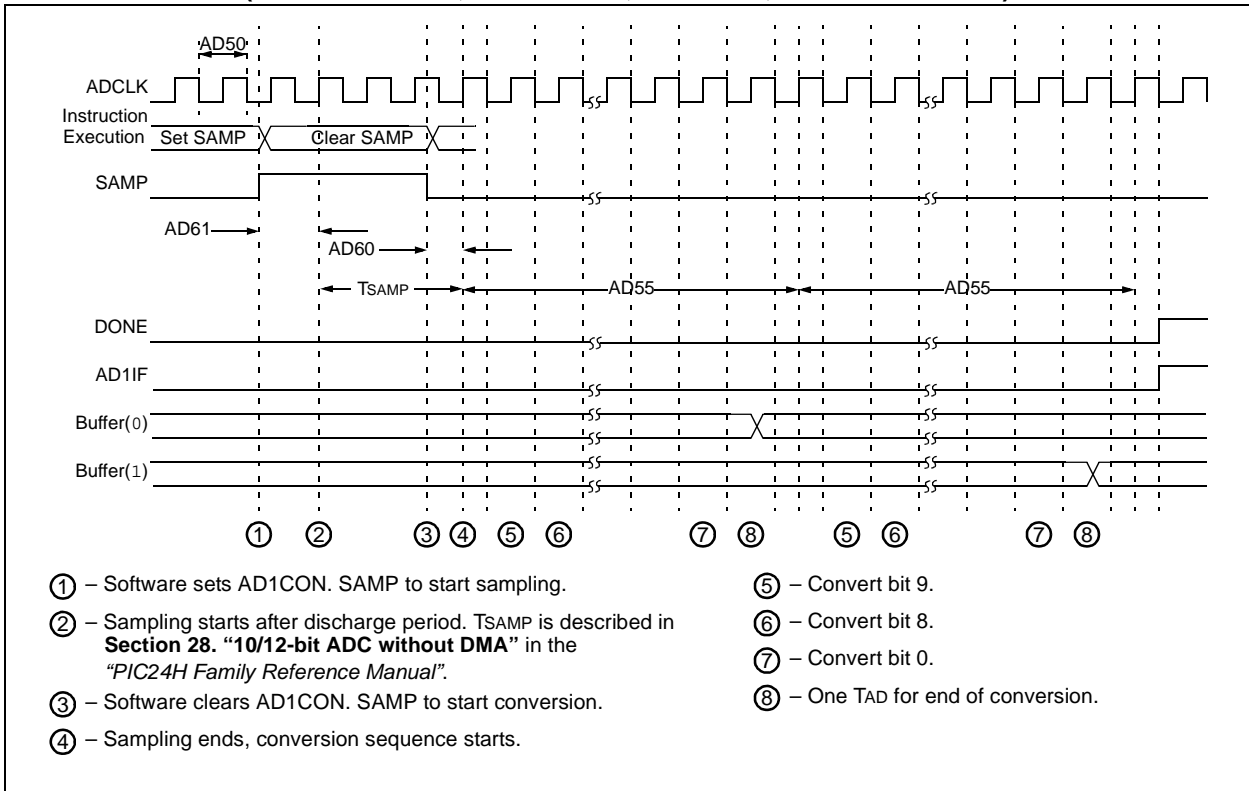 AD50
ADCLK
Instruction
Execution
Set SAMP
Clear SAMP
SAMP
AD61
AD60
TSAMP
AD55
AD55
DONE
AD1IF
Buffer(0)
Buffer(1)
1 2 3 4 5 6 7 8 5 6 7 8
1 – Software sets AD1CON. SAMP to start sampling.
2 – Sampling starts after discharge period. TSAMP is described in
Section 28. “10/12-bit ADC without DMA” in the
“PIC24H Family Reference Manual”.
3 – Software clears AD1CON. SAMP to start conversion.
4 – Sampling ends, conversion sequence starts.
5 – Convert bit 9.
6 – Convert bit 8.
7 – Convert bit 0.
8 – One TAD for end of conversion.